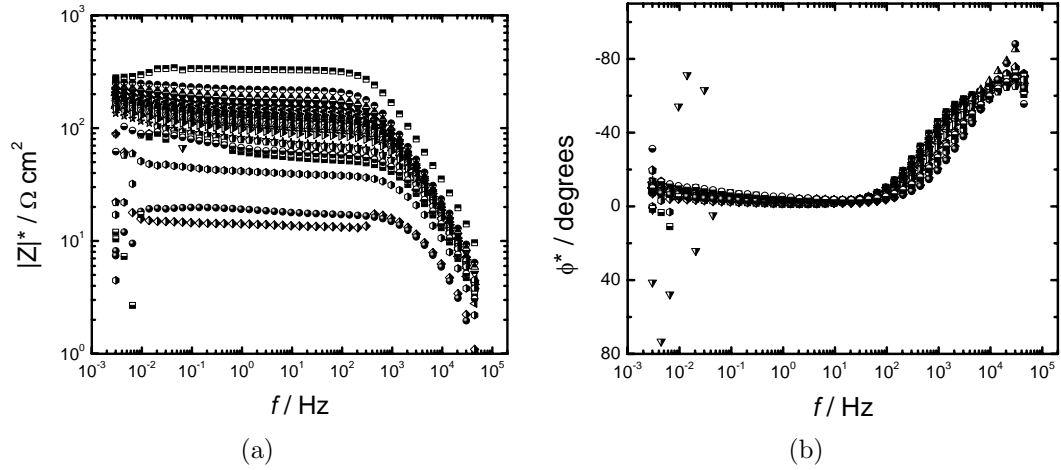 |Z|* / Ω cm²
10³
10²
10¹
10⁰
10⁻³ 10⁻² 10⁻¹ 10⁰ 10¹ 10² 10³ 10⁴ 10⁵
f / Hz
(a)
ϕ* / degrees
-80
-40
0
40
80
10⁻³ 10⁻² 10⁻¹ 10⁰ 10¹ 10² 10³ 10⁴ 10⁵
f / Hz
(b)